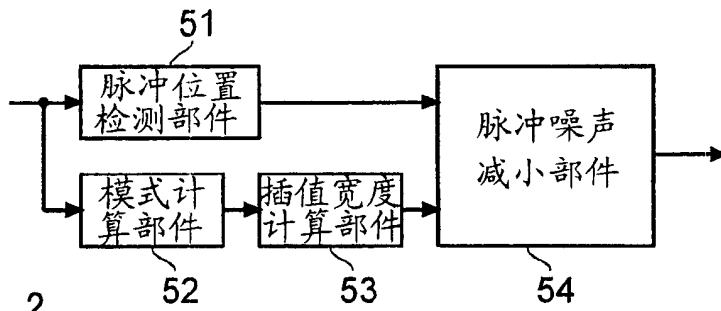 51
脉冲位置
检测部件
脉冲噪声
减小部件
模式计
算部件
插值宽度
计算部件
52
53
54
2